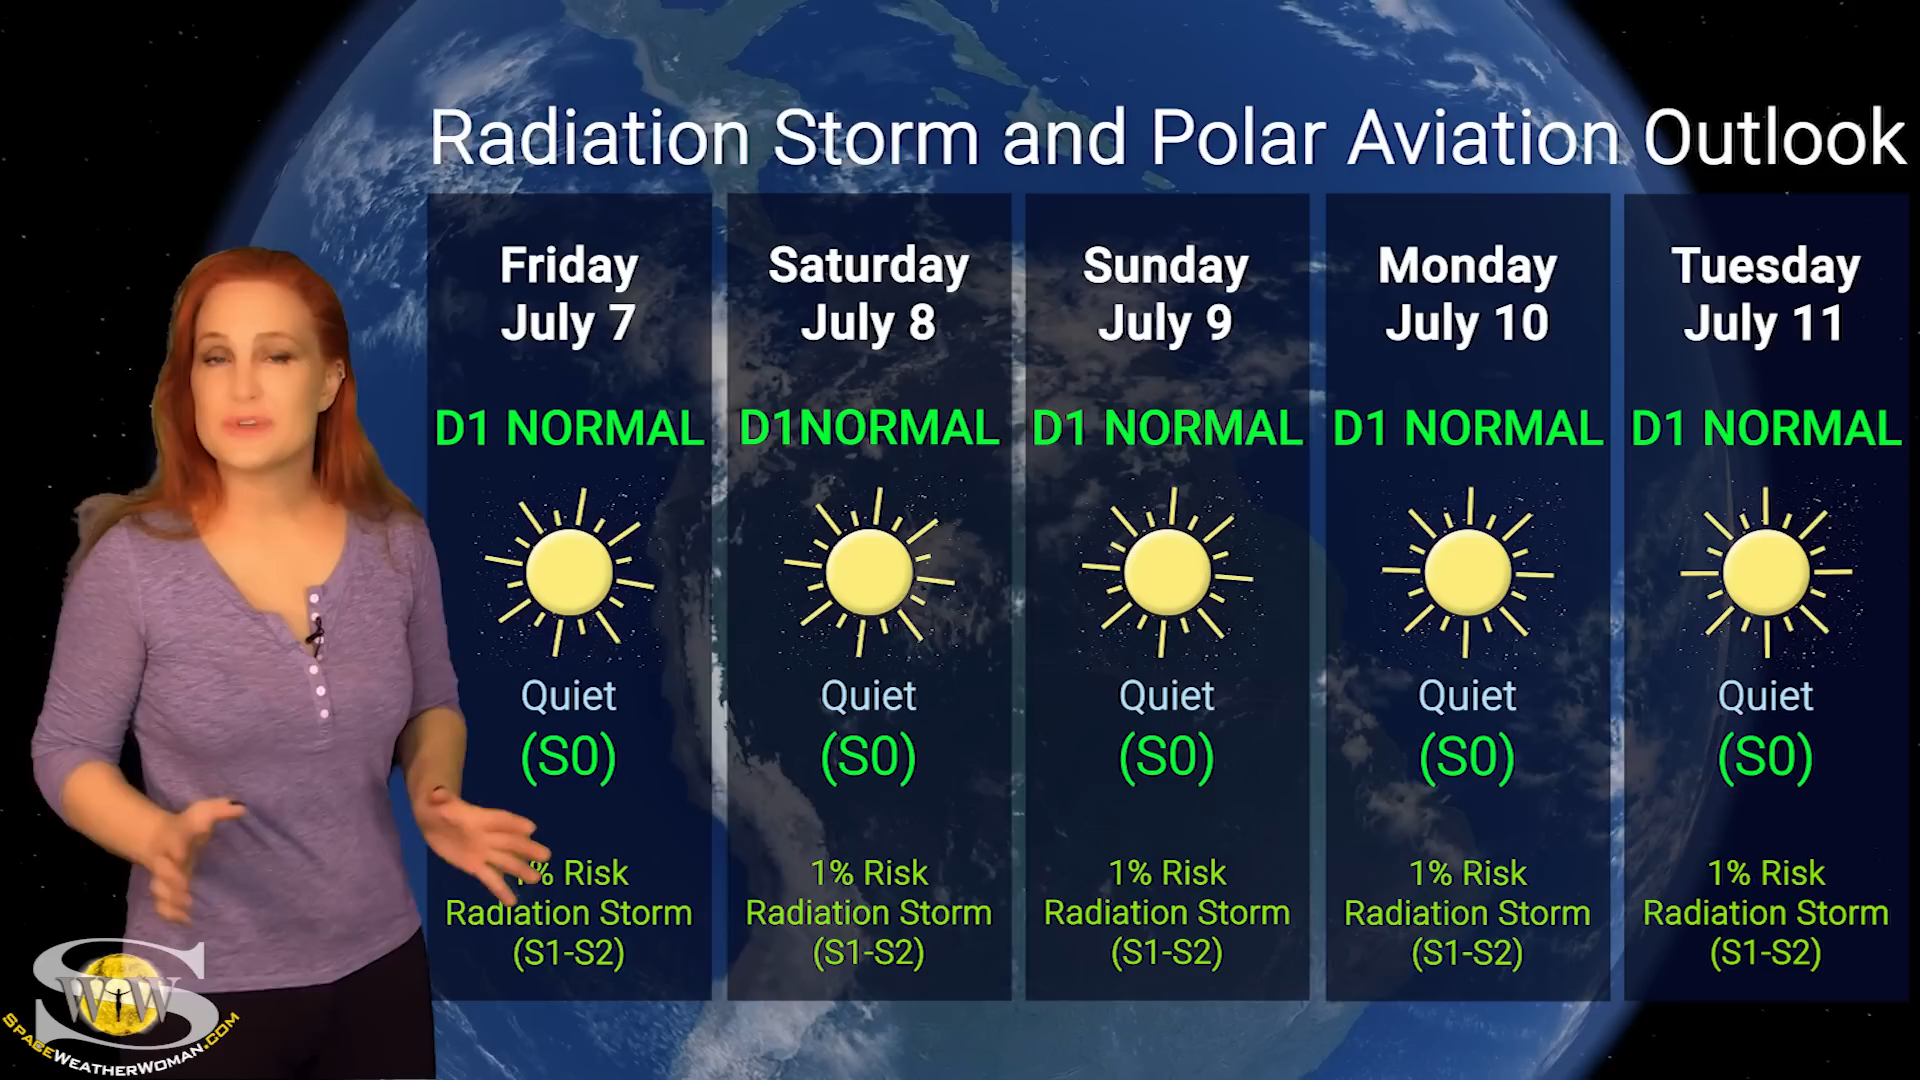 Radiation Storm and Polar Aviation Outlook
Friday
July 7
D1 NORMAL
Quiet
(S0)
% Risk
Radiation Storm
(S1-S2)
Saturday
July 8
D1NORMAL
Quiet
(S0)
1% Risk
Radiation Storm
(S1-S2)
Sunday
July 9
D1 NORMAL
Quiet
(S0)
1% Risk
Radiation Storm
(S1-S2)
Monday
July 10
D1 NORMAL
Quiet
(S0)
1% Risk
Radiation Storm
(S1-S2)
Tuesday
July 11
D1 NORMAL
Quiet
(S0)
1% Risk
Radiation Storm
(S1-S2)
SWW
SPACEWEATHERWOMAN.COM